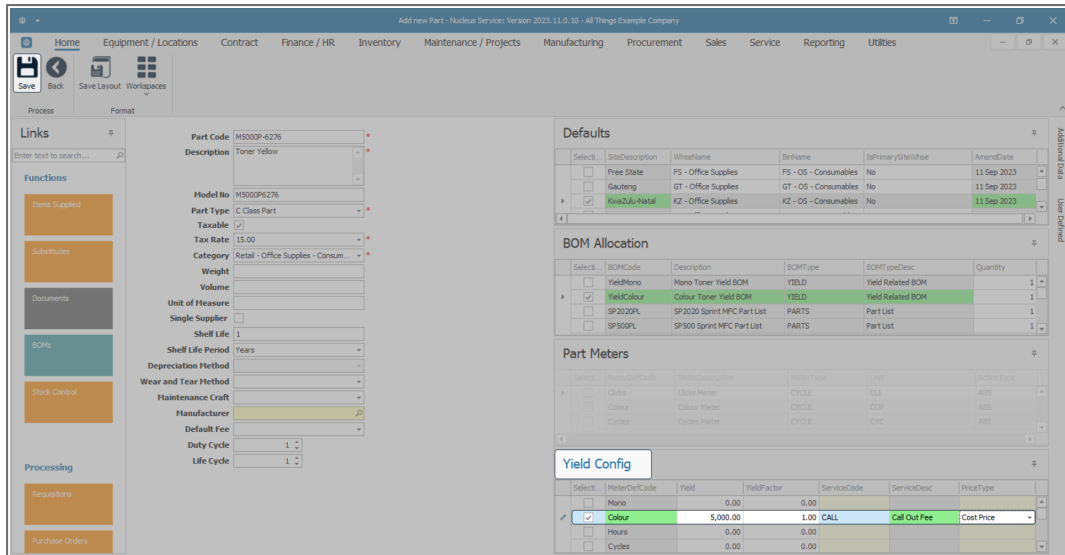 Add new Part - Nucleus Service: Version 2023.11.0.10 - All Things Example Company
Home Equipment / Locations Contract Finance / HR Inventory Maintenance / Projects Manufacturing Procurement Sales Service Reporting Utilities
Save Back Save Layout Workspaces
Process Format
Links
Enter text to search...
Functions
Items Supplied
Substitutes
Documents
BOMs
Stock Control
Processing
Requisitions
Purchase Orders
Part Code M5000P-6276 *
Description Toner Yellow *
Model No M5000P6276
Part Type C Class Part *
Taxable
Tax Rate 15.00 *
Category Retail - Office Supplies - Consum... *
Weight
Volume
Unit of Measure
Single Supplier
Shelf Life 1
Shelf Life Period Years
Depreciation Method
Wear and Tear Method
Maintenance Craft
Manufacturer
Default Fee
Duty Cycle 1
Life Cycle 1
Defaults
Selecti... SiteDescription WhseName BinName IsPrimarySiteWhse AmendDate
Free State FS - Office Supplies FS - OS - Consumables No 11 Sep 2023
Gauteng GT - Office Supplies GT - OS - Consumables No 11 Sep 2023
KwaZulu-Natal KZ - Office Supplies KZ - OS - Consumables No 11 Sep 2023
BOM Allocation
Selecti... BOMCode Description BOMType BOMTypeDesc Quantity
YieldMono Mono Toner Yield BOM YIELD Yield Related BOM 1
YieldColour Colour Toner Yield BOM YIELD Yield Related BOM 1
SP2020PL SP2020 Sprint MFC Part List PARTS Part List 1
SP500PL SP500 Sprint MFC Part List PARTS Part List 1
Part Meters
Selecti... MeterDefCode MeterDescription MeterType
Clicks Clicks Meter CYCLE CLI ABS
Colour Colour Meter CYCLE COP ABS
Cycles Cycles Meter CYCLE CYC ABS
Yield Config
Selecti... MeterDefCode Yield YieldFactor ServiceCode ServiceDesc PriceType
Mono 0.00 0.00
Colour 5,000.00 1.00 CALL Call Out Fee Cost Price
Hours 0.00 0.00
Cycles 0.00 0.00
Additional Data
User Defined